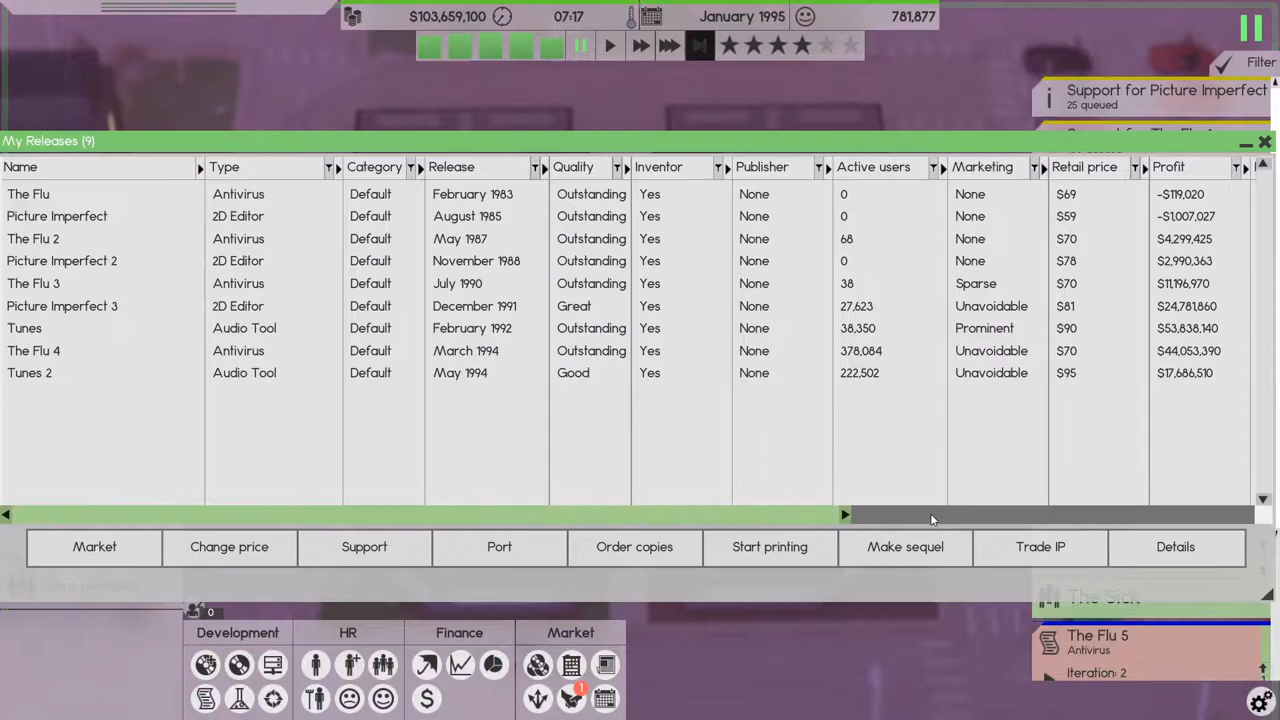 $103,659,100 07:17 January 1995 781,877
Filter
Support for Picture Imperfect
25 queued
My Releases (9)
Name Type Category Release Quality Inventor Publisher Active users Marketing Retail price Profit
The Flu Antivirus Default February 1983 Outstanding Yes None 0 None $69 -$119,020
Picture Imperfect 2D Editor Default August 1985 Outstanding Yes None 0 None $59 -$1,007,027
The Flu 2 Antivirus Default May 1987 Outstanding Yes None 68 None $70 $4,299,425
Picture Imperfect 2 2D Editor Default November 1988 Outstanding Yes None 0 None $78 $2,990,363
The Flu 3 Antivirus Default July 1990 Outstanding Yes None 38 Sparse $70 $11,196,970
Picture Imperfect 3 2D Editor Default December 1991 Great Yes None 27,623 Unavoidable $81 $24,781,860
Tunes Audio Tool Default February 1992 Outstanding Yes None 38,350 Prominent $90 $53,838,140
The Flu 4 Antivirus Default March 1994 Outstanding Yes None 378,084 Unavoidable $70 $44,053,390
Tunes 2 Audio Tool Default May 1994 Good Yes None 222,502 Unavoidable $95 $17,686,510
Market Change price Support Port Order copies Start printing Make sequel Trade IP Details
The Sick
0
Development HR Finance Market
The Flu 5
Antivirus
Iteration: 2
1